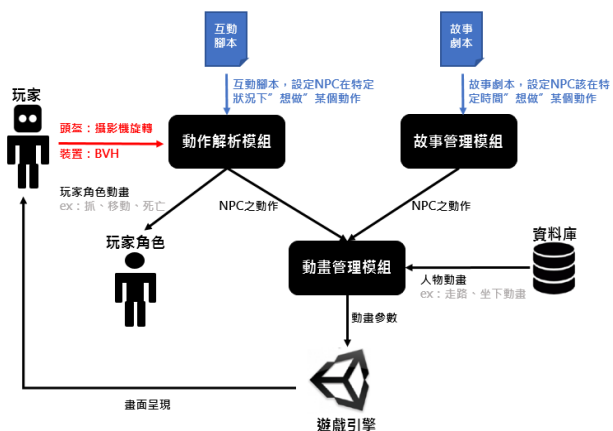 互動
腳本
故事
劇本
互動腳本，設定NPC在特定
狀況下”想做”某個動作
故事劇本，設定NPC該在特
定時間”想做”某個動作
玩家
頭盔：攝影機旋轉
裝置：BVH
動作解析模組
故事管理模組
玩家角色動畫
ex：抓、移動、死亡
NPC之動作
NPC之動作
玩家角色
資料庫
動畫管理模組
人物動畫
ex：走路、坐下動畫
動畫參數
畫面呈現
遊戲引擎